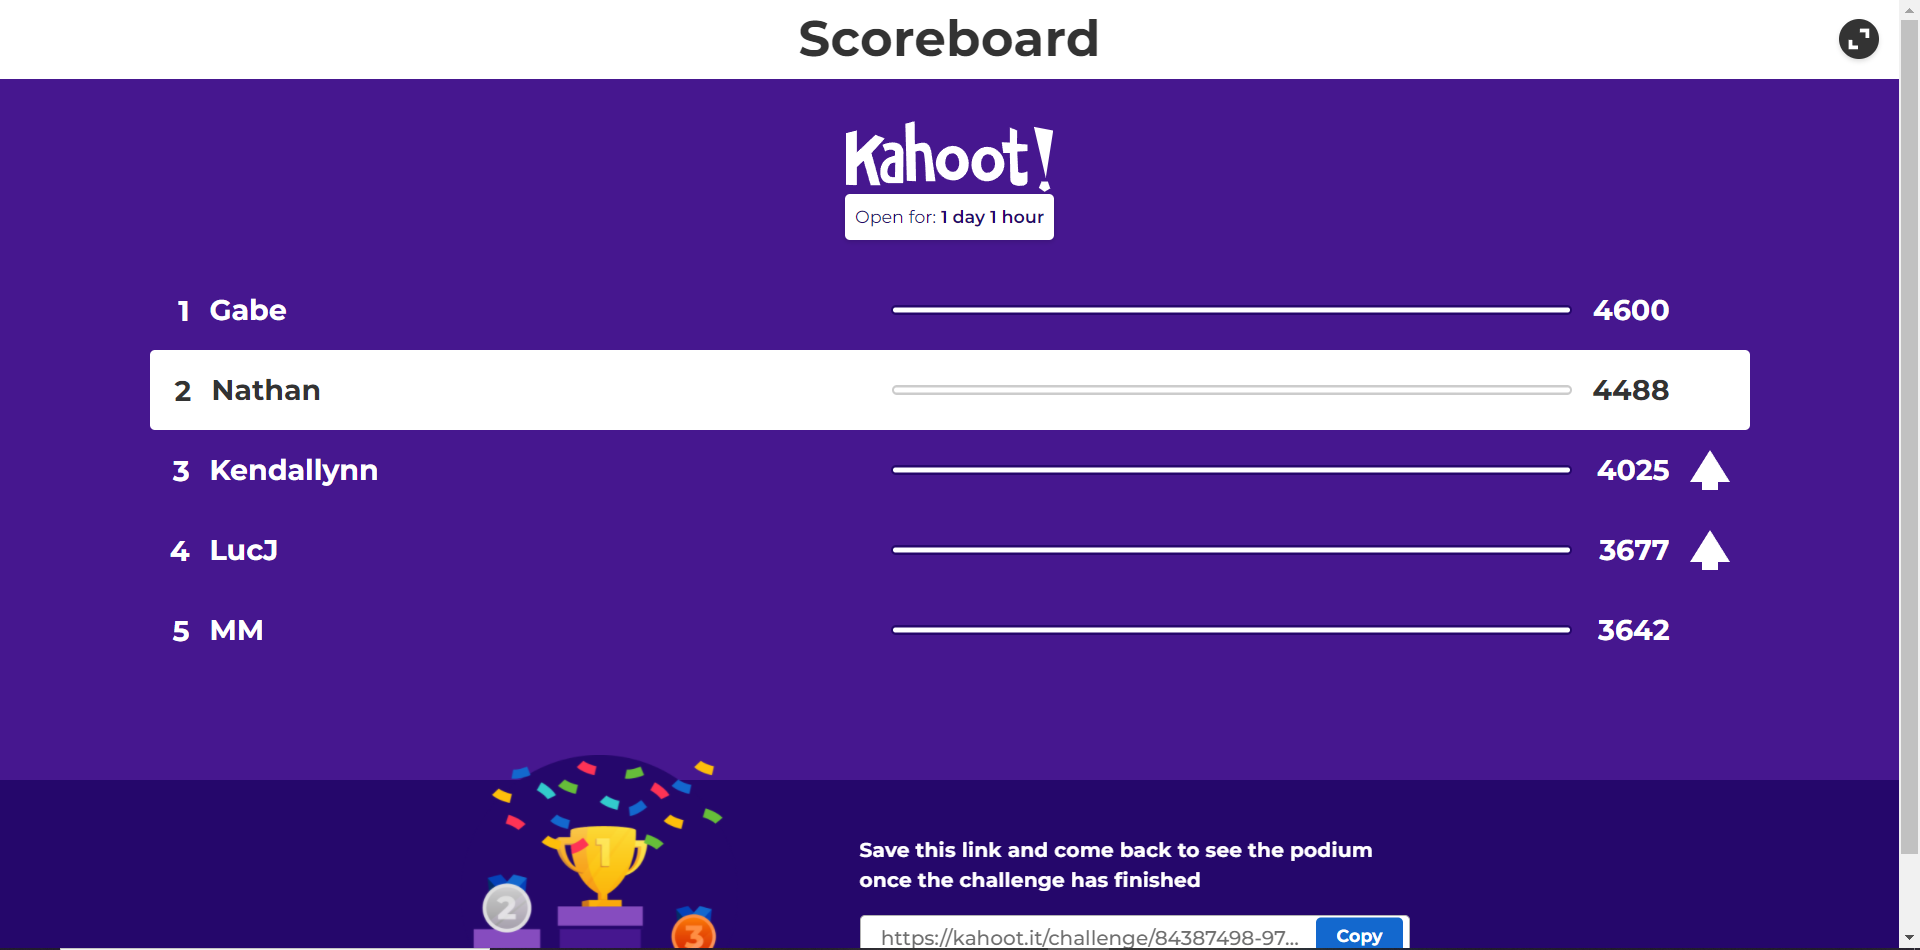 Scoreboard
Kahoot!
Open for: 1 day 1 hour
1 Gabe 4600
2 Nathan 4488
3 Kendallynn 4025
4 LucJ 3677
5 MM 3642
1
2
3
Save this link and come back to see the podium
once the challenge has finished
https://kahoot.it/challenge/84387498-97... Copy